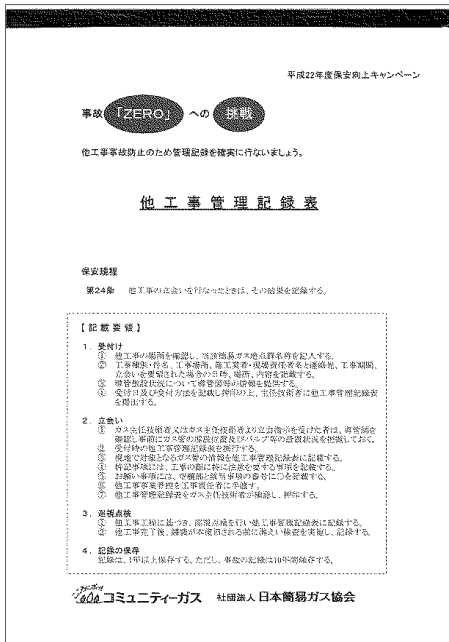 平成22年度保安向上キャンペーン
事故「ZERO」への挑戦
他工事事故防止のため管理記録を確実に行ないましょう。
他工事管理記録表
保安規程
第24条 他工事の立会いを行なったときは、その結果を記録する。
【記載要領】
1．受付け
① 他工事の場所を確認し、当該簡易ガス地点群名称を記入する。
② 工事種類・件名、工事場所、施工業者・現場責任者名と連絡先、工事期間、
立会いを要望された場合の日時、場所、内容を記載する。
③ 導管敷設状況について導管図等の情報を提供する。
④ 受付日及び受付方法を記載し押印の上、主任技術者に他工事管理記録表
を提出する。
2．立会い
① ガス主任技術者又はガス主任技術者より立会指示を受けた者は、導管図を
確認し事前にガス管の埋設位置及びバルブ等の設置状況を把握しておく。
② 受付時の他工事管理記録表を携行する。
③ 現地で対象となるガス管の情報を他工事管理記録表に記載する。
④ 特記事項には、工事の際に特に注意を要する事項を記載する。
⑤ お願い事項には、空欄部と該当事項の番号に○を記載する。
⑥ 他工事事業者控を工事責任者に手渡す。
⑦ 他工事管理記録表をガス主任技術者が確認し、押印する。
3．巡視点検
① 他工事工程に基づき、巡視点検を行い他工事管理記録表に記録する。
② 他工事完了後、舗装が本復旧される前に漏えい検査を実施し、記録する。
4．記録の保存
記録は、1年以上保存する。ただし、事故の記録は10年間保存する。
コミュニティーガス 社団法人 日本簡易ガス協会